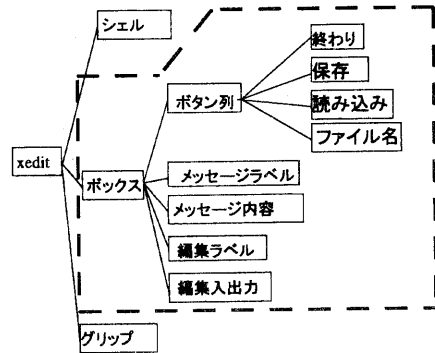 シェル
終わり
保存
ボタン列
読み込み
ファイル名
xedit
ボックス
メッセージラベル
メッセージ内容
編集ラベル
編集入出力
グリップ